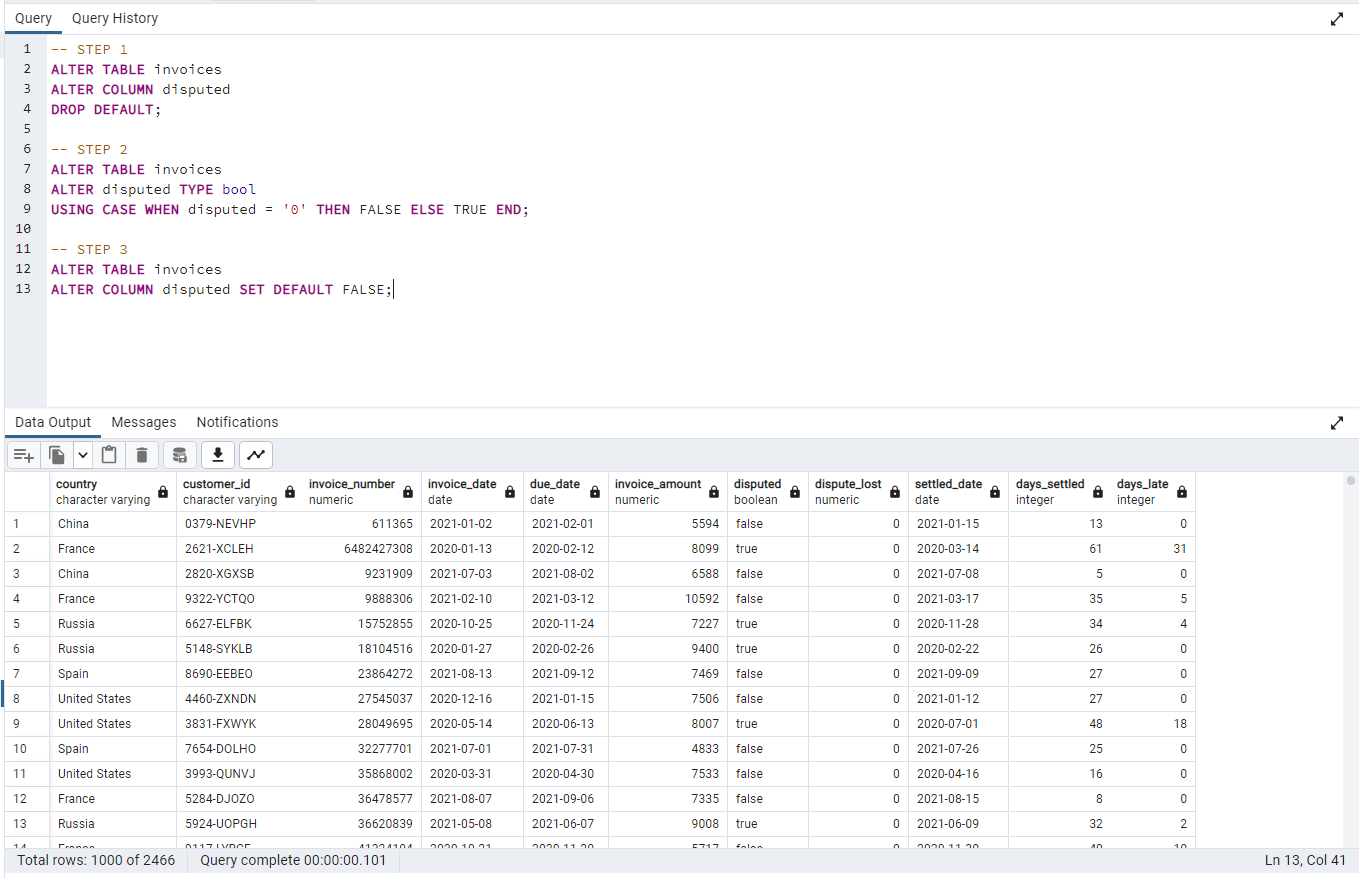 Query Query History
1 -- STEP 1
2 ALTER TABLE invoices
3 ALTER COLUMN disputed
4 DROP DEFAULT;
5
6 -- STEP 2
7 ALTER TABLE invoices
8 ALTER disputed TYPE bool
9 USING CASE WHEN disputed = '0' THEN FALSE ELSE TRUE END;
10
11 -- STEP 3
12 ALTER TABLE invoices
13 ALTER COLUMN disputed SET DEFAULT FALSE;
Data Output Messages Notifications
country customer_id invoice_number invoice_date due_date invoice_amount disputed dispute_lost settled_date days_settled days_late
character varying character varying numeric date date numeric boolean numeric date integer integer
1 China 0379-NEVHP 611365 2021-01-02 2021-02-01 5594 false 0 2021-01-15 13 0
2 France 2621-XCLEH 6482427308 2020-01-13 2020-02-12 8099 true 0 2020-03-14 61 31
3 China 2820-XGXSB 9231909 2021-07-03 2021-08-02 6588 false 0 2021-07-08 5 0
4 France 9322-YCTQO 9888306 2021-02-10 2021-03-12 10592 false 0 2021-03-17 35 5
5 Russia 6627-ELFBK 15752855 2020-10-25 2020-11-24 7227 true 0 2020-11-28 34 4
6 Russia 5148-SYKLB 18104516 2020-01-27 2020-02-26 9400 true 0 2020-02-22 26 0
7 Spain 8690-EEBEO 23864272 2021-08-13 2021-09-12 7469 false 0 2021-09-09 27 0
8 United States 4460-ZXNDN 27545037 2020-12-16 2021-01-15 7506 false 0 2021-01-12 27 0
9 United States 3831-FXWYK 28049695 2020-05-14 2020-06-13 8007 true 0 2020-07-01 48 18
10 Spain 7654-DOLHO 32277701 2021-07-01 2021-07-31 4833 false 0 2021-07-26 25 0
11 United States 3993-QUNVJ 35868002 2020-03-31 2020-04-30 7533 false 0 2020-04-16 16 0
12 France 5284-DJOZO 36478577 2021-08-07 2021-09-06 7335 false 0 2021-08-15 8 0
13 Russia 5924-UOPGH 36620839 2021-05-08 2021-06-07 9008 true 0 2021-06-09 32 2
14 France
Total rows: 1000 of 2466 Query complete 00:00:00.101 Ln 13, Col 41